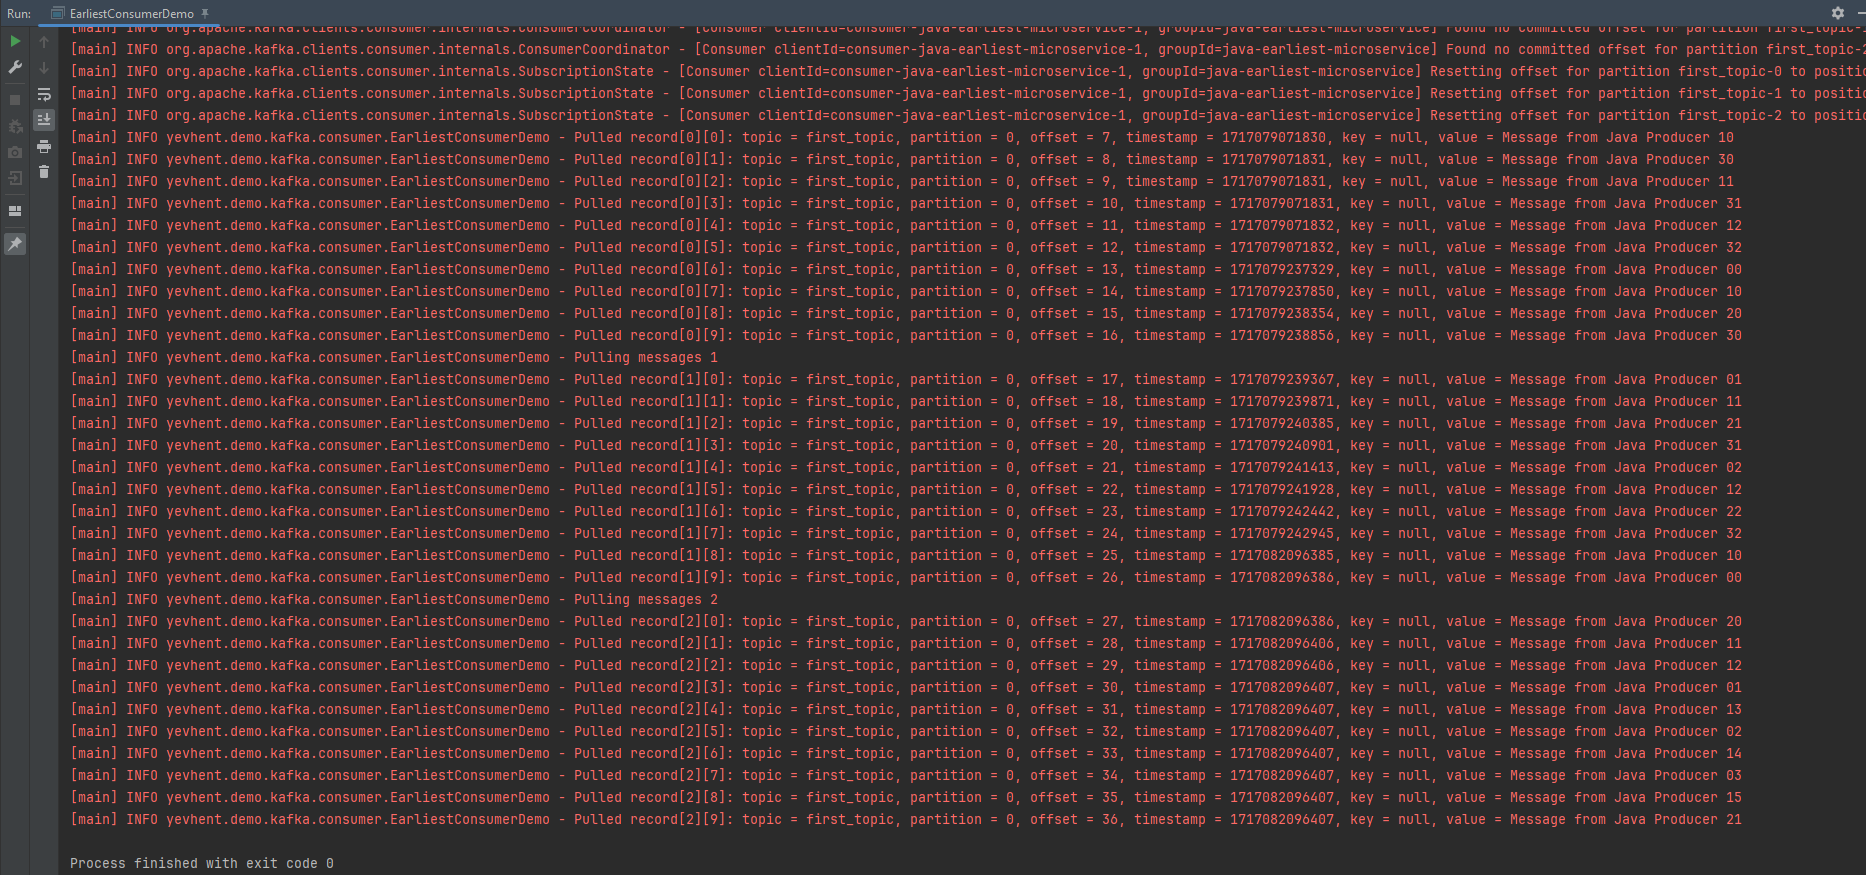 Run: EarliestConsumerDemo
[main] INFO org.apache.kafka.clients.consumer.internals.ConsumerCoordinator - [Consumer clientId=consumer-java-earliest-microservice-1, groupId=java-earliest-microservice] Found no committed offset for partition first_topic-
[main] INFO org.apache.kafka.clients.consumer.internals.ConsumerCoordinator - [Consumer clientId=consumer-java-earliest-microservice-1, groupId=java-earliest-microservice] Found no committed offset for partition first_topic-2
[main] INFO org.apache.kafka.clients.consumer.internals.SubscriptionState - [Consumer clientId=consumer-java-earliest-microservice-1, groupId=java-earliest-microservice] Resetting offset for partition first_topic-0 to positio
[main] INFO org.apache.kafka.clients.consumer.internals.SubscriptionState - [Consumer clientId=consumer-java-earliest-microservice-1, groupId=java-earliest-microservice] Resetting offset for partition first_topic-1 to positio
[main] INFO org.apache.kafka.clients.consumer.internals.SubscriptionState - [Consumer clientId=consumer-java-earliest-microservice-1, groupId=java-earliest-microservice] Resetting offset for partition first_topic-2 to positio
[main] INFO yevhent.demo.kafka.consumer.EarliestConsumerDemo - Pulled record[0][0]: topic = first_topic, partition = 0, offset = 7, timestamp = 1717079071830, key = null, value = Message from Java Producer 10
[main] INFO yevhent.demo.kafka.consumer.EarliestConsumerDemo - Pulled record[0][1]: topic = first_topic, partition = 0, offset = 8, timestamp = 1717079071831, key = null, value = Message from Java Producer 30
[main] INFO yevhent.demo.kafka.consumer.EarliestConsumerDemo - Pulled record[0][2]: topic = first_topic, partition = 0, offset = 9, timestamp = 1717079071831, key = null, value = Message from Java Producer 11
[main] INFO yevhent.demo.kafka.consumer.EarliestConsumerDemo - Pulled record[0][3]: topic = first_topic, partition = 0, offset = 10, timestamp = 1717079071831, key = null, value = Message from Java Producer 31
[main] INFO yevhent.demo.kafka.consumer.EarliestConsumerDemo - Pulled record[0][4]: topic = first_topic, partition = 0, offset = 11, timestamp = 1717079071832, key = null, value = Message from Java Producer 12
[main] INFO yevhent.demo.kafka.consumer.EarliestConsumerDemo - Pulled record[0][5]: topic = first_topic, partition = 0, offset = 12, timestamp = 1717079071832, key = null, value = Message from Java Producer 32
[main] INFO yevhent.demo.kafka.consumer.EarliestConsumerDemo - Pulled record[0][6]: topic = first_topic, partition = 0, offset = 13, timestamp = 1717079237329, key = null, value = Message from Java Producer 00
[main] INFO yevhent.demo.kafka.consumer.EarliestConsumerDemo - Pulled record[0][7]: topic = first_topic, partition = 0, offset = 14, timestamp = 1717079237850, key = null, value = Message from Java Producer 10
[main] INFO yevhent.demo.kafka.consumer.EarliestConsumerDemo - Pulled record[0][8]: topic = first_topic, partition = 0, offset = 15, timestamp = 1717079238354, key = null, value = Message from Java Producer 20
[main] INFO yevhent.demo.kafka.consumer.EarliestConsumerDemo - Pulled record[0][9]: topic = first_topic, partition = 0, offset = 16, timestamp = 1717079238856, key = null, value = Message from Java Producer 30
[main] INFO yevhent.demo.kafka.consumer.EarliestConsumerDemo - Pulling messages 1
[main] INFO yevhent.demo.kafka.consumer.EarliestConsumerDemo - Pulled record[1][0]: topic = first_topic, partition = 0, offset = 17, timestamp = 1717079239367, key = null, value = Message from Java Producer 01
[main] INFO yevhent.demo.kafka.consumer.EarliestConsumerDemo - Pulled record[1][1]: topic = first_topic, partition = 0, offset = 18, timestamp = 1717079239871, key = null, value = Message from Java Producer 11
[main] INFO yevhent.demo.kafka.consumer.EarliestConsumerDemo - Pulled record[1][2]: topic = first_topic, partition = 0, offset = 19, timestamp = 1717079240385, key = null, value = Message from Java Producer 21
[main] INFO yevhent.demo.kafka.consumer.EarliestConsumerDemo - Pulled record[1][3]: topic = first_topic, partition = 0, offset = 20, timestamp = 1717079240901, key = null, value = Message from Java Producer 31
[main] INFO yevhent.demo.kafka.consumer.EarliestConsumerDemo - Pulled record[1][4]: topic = first_topic, partition = 0, offset = 21, timestamp = 1717079241413, key = null, value = Message from Java Producer 02
[main] INFO yevhent.demo.kafka.consumer.EarliestConsumerDemo - Pulled record[1][5]: topic = first_topic, partition = 0, offset = 22, timestamp = 1717079241928, key = null, value = Message from Java Producer 12
[main] INFO yevhent.demo.kafka.consumer.EarliestConsumerDemo - Pulled record[1][6]: topic = first_topic, partition = 0, offset = 23, timestamp = 1717079242442, key = null, value = Message from Java Producer 22
[main] INFO yevhent.demo.kafka.consumer.EarliestConsumerDemo - Pulled record[1][7]: topic = first_topic, partition = 0, offset = 24, timestamp = 1717079242945, key = null, value = Message from Java Producer 32
[main] INFO yevhent.demo.kafka.consumer.EarliestConsumerDemo - Pulled record[1][8]: topic = first_topic, partition = 0, offset = 25, timestamp = 1717082096385, key = null, value = Message from Java Producer 10
[main] INFO yevhent.demo.kafka.consumer.EarliestConsumerDemo - Pulled record[1][9]: topic = first_topic, partition = 0, offset = 26, timestamp = 1717082096386, key = null, value = Message from Java Producer 00
[main] INFO yevhent.demo.kafka.consumer.EarliestConsumerDemo - Pulling messages 2
[main] INFO yevhent.demo.kafka.consumer.EarliestConsumerDemo - Pulled record[2][0]: topic = first_topic, partition = 0, offset = 27, timestamp = 1717082096386, key = null, value = Message from Java Producer 20
[main] INFO yevhent.demo.kafka.consumer.EarliestConsumerDemo - Pulled record[2][1]: topic = first_topic, partition = 0, offset = 28, timestamp = 1717082096406, key = null, value = Message from Java Producer 11
[main] INFO yevhent.demo.kafka.consumer.EarliestConsumerDemo - Pulled record[2][2]: topic = first_topic, partition = 0, offset = 29, timestamp = 1717082096406, key = null, value = Message from Java Producer 12
[main] INFO yevhent.demo.kafka.consumer.EarliestConsumerDemo - Pulled record[2][3]: topic = first_topic, partition = 0, offset = 30, timestamp = 1717082096407, key = null, value = Message from Java Producer 01
[main] INFO yevhent.demo.kafka.consumer.EarliestConsumerDemo - Pulled record[2][4]: topic = first_topic, partition = 0, offset = 31, timestamp = 1717082096407, key = null, value = Message from Java Producer 13
[main] INFO yevhent.demo.kafka.consumer.EarliestConsumerDemo - Pulled record[2][5]: topic = first_topic, partition = 0, offset = 32, timestamp = 1717082096407, key = null, value = Message from Java Producer 02
[main] INFO yevhent.demo.kafka.consumer.EarliestConsumerDemo - Pulled record[2][6]: topic = first_topic, partition = 0, offset = 33, timestamp = 1717082096407, key = null, value = Message from Java Producer 14
[main] INFO yevhent.demo.kafka.consumer.EarliestConsumerDemo - Pulled record[2][7]: topic = first_topic, partition = 0, offset = 34, timestamp = 1717082096407, key = null, value = Message from Java Producer 03
[main] INFO yevhent.demo.kafka.consumer.EarliestConsumerDemo - Pulled record[2][8]: topic = first_topic, partition = 0, offset = 35, timestamp = 1717082096407, key = null, value = Message from Java Producer 15
[main] INFO yevhent.demo.kafka.consumer.EarliestConsumerDemo - Pulled record[2][9]: topic = first_topic, partition = 0, offset = 36, timestamp = 1717082096407, key = null, value = Message from Java Producer 21
Process finished with exit code 0